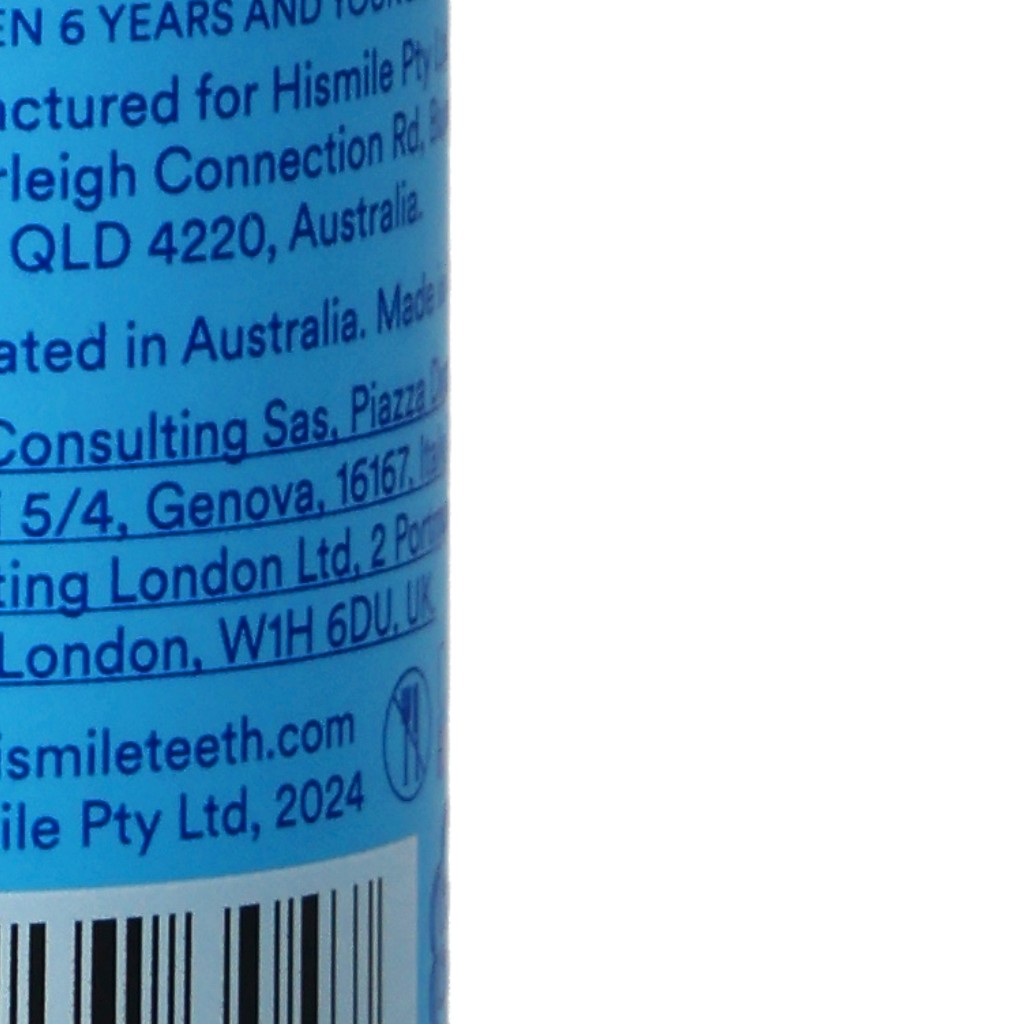 EN 6 YEARS AND
actured for Hismile Pty
rleigh Connection Rd,
QLD 4220, Australia.
ated in Australia. Made
Consulting Sas, Piazza
5/4, Genova, 16167,
ting London Ltd, 2
London, W1H 6DU, UK.
ismileteeth.com
ile Pty Ltd, 2024